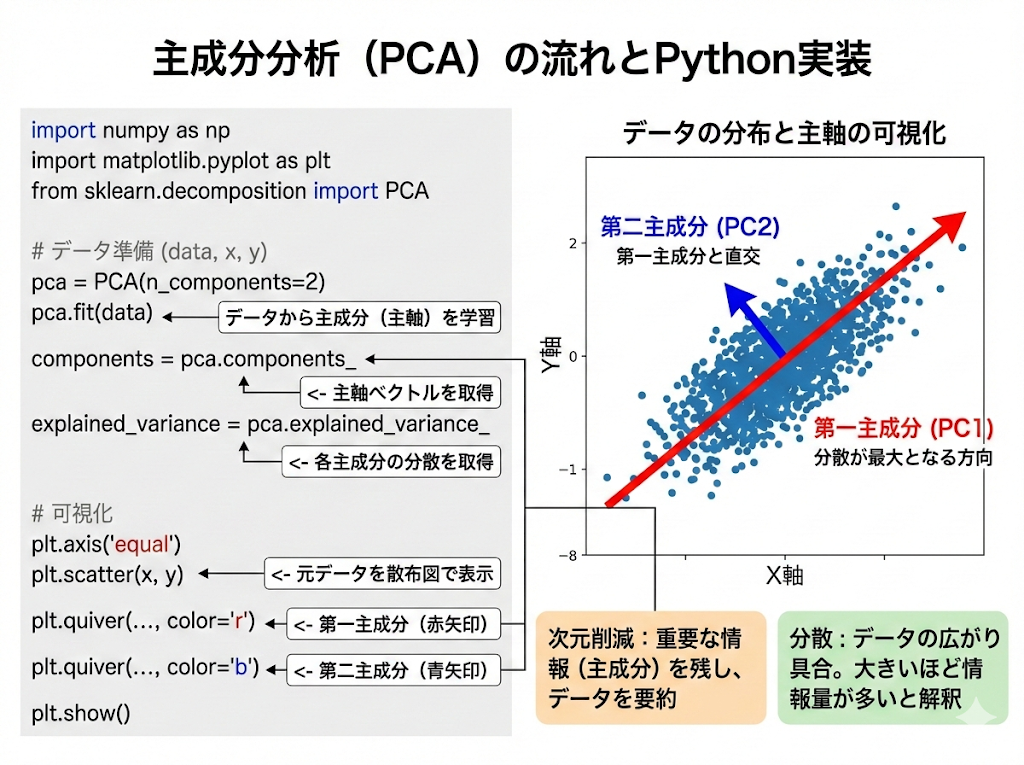 主成分分析（PCA）の流れとPython実装
import numpy as np
import matplotlib.pyplot as plt
from sklearn.decomposition import PCA
# データ準備 (data, x, y)
pca = PCA(n_components=2)
pca.fit(data)
データから主成分（主軸）を学習
components = pca.components_
<- 主軸ベクトルを取得
explained_variance = pca.explained_variance_
<- 各主成分の分散を取得
# 可視化
plt.axis('equal')
plt.scatter(x, y)
<- 元データを散布図で表示
plt.quiver(..., color='r')
<- 第一主成分（赤矢印）
plt.quiver(..., color='b')
<- 第二主成分（青矢印）
plt.show()
データの分布と主軸の可視化
第二主成分 (PC2)
第一主成分と直交
第一主成分 (PC1)
分散が最大となる方向
2
0
−1
−8
Y軸
X軸
次元削減：重要な情
報（主成分）を残し、
データを要約
分散：データの広がり
具合。大きいほど情
報量が多いと解釈